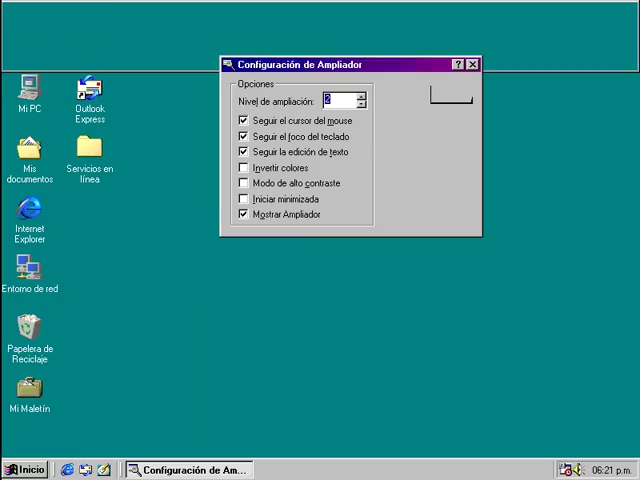 Configuración de Ampliador
Opciones
Nivel de ampliación: 2
Seguir el cursor del mouse
Seguir el foco del teclado
Seguir la edición de texto
Invertir colores
Modo de alto contraste
Iniciar minimizada
Mostrar Ampliador
Mi PC
Outlook
Express
Mis
documentos
Servicios en
línea
Internet
Explorer
Entorno de red
Papelera de
Reciclaje
Mi Maletín
Inicio
Configuración de Am...
06:21 p.m.